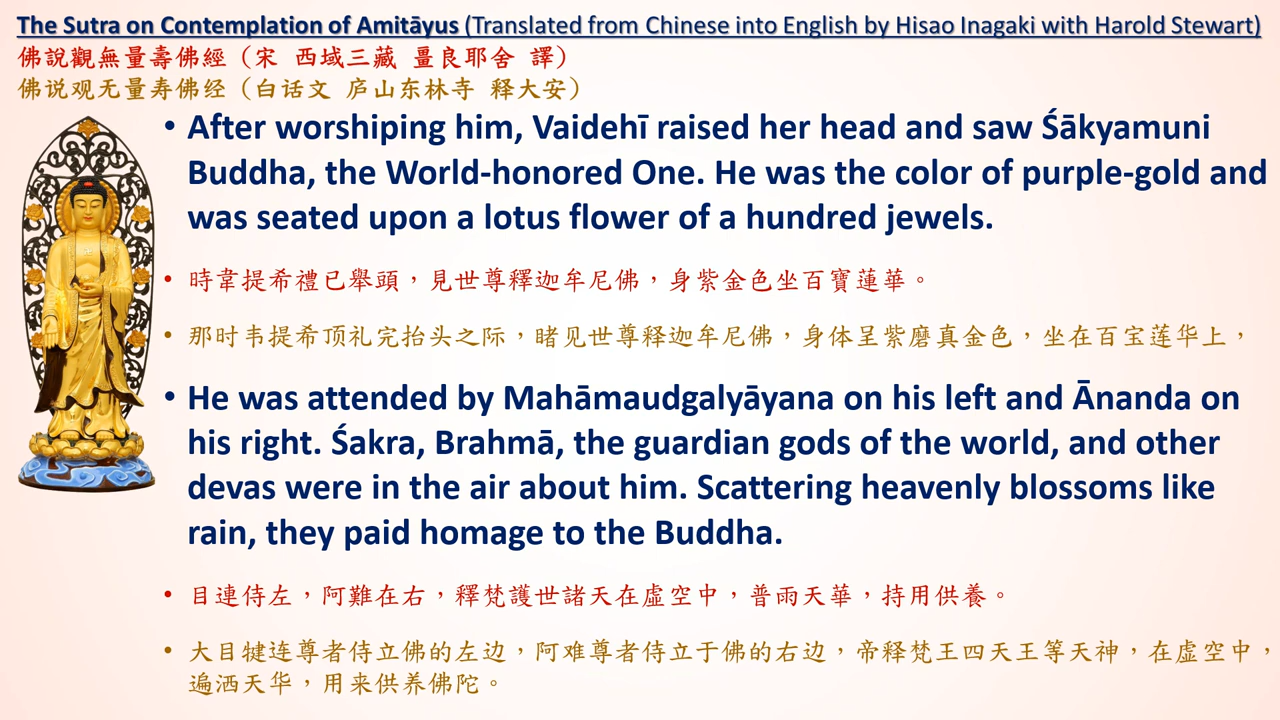 The Sutra on Contemplation of Amitāyus (Translated from Chinese into English by Hisao Inagaki with Harold Stewart)
佛說觀無量壽佛經（宋 西域三藏 畺良耶舍 譯）
佛说观无量寿佛经（白话文 庐山东林寺 释大安）
• After worshiping him, Vaidehī raised her head and saw Śākyamuni
Buddha, the World-honored One. He was the color of purple-gold and
was seated upon a lotus flower of a hundred jewels.
• 時韋提希禮已舉頭，見世尊釋迦牟尼佛，身紫金色坐百寶蓮華。
• 那时韦提希顶礼完抬头之际，睹见世尊释迦牟尼佛，身体呈紫磨真金色，坐在百宝莲华上，
• He was attended by Mahāmaudgalyāyana on his left and Ānanda on
his right. Śakra, Brahmā, the guardian gods of the world, and other
devas were in the air about him. Scattering heavenly blossoms like
rain, they paid homage to the Buddha.
• 目連侍左，阿難在右，釋梵護世諸天在虛空中，普雨天華，持用供養。
• 大目犍连尊者侍立佛的左边，阿难尊者侍立于佛的右边，帝释梵王四天王等天神，在虚空中，
遍洒天华，用来供养佛陀。